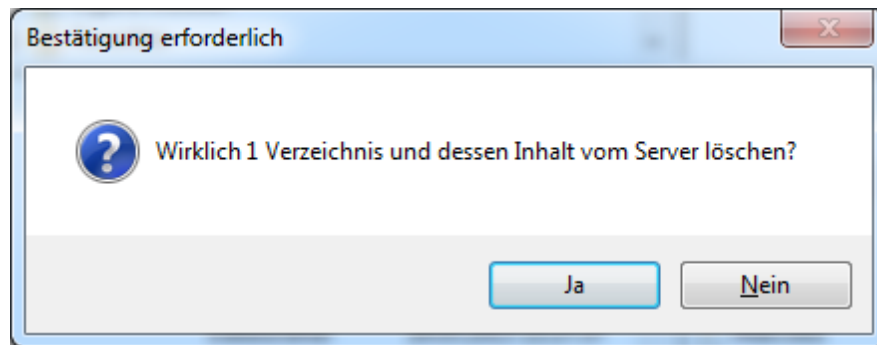 Bestätigung erforderlich
Wirklich 1 Verzeichnis und dessen Inhalt vom Server löschen?
Ja
Nein